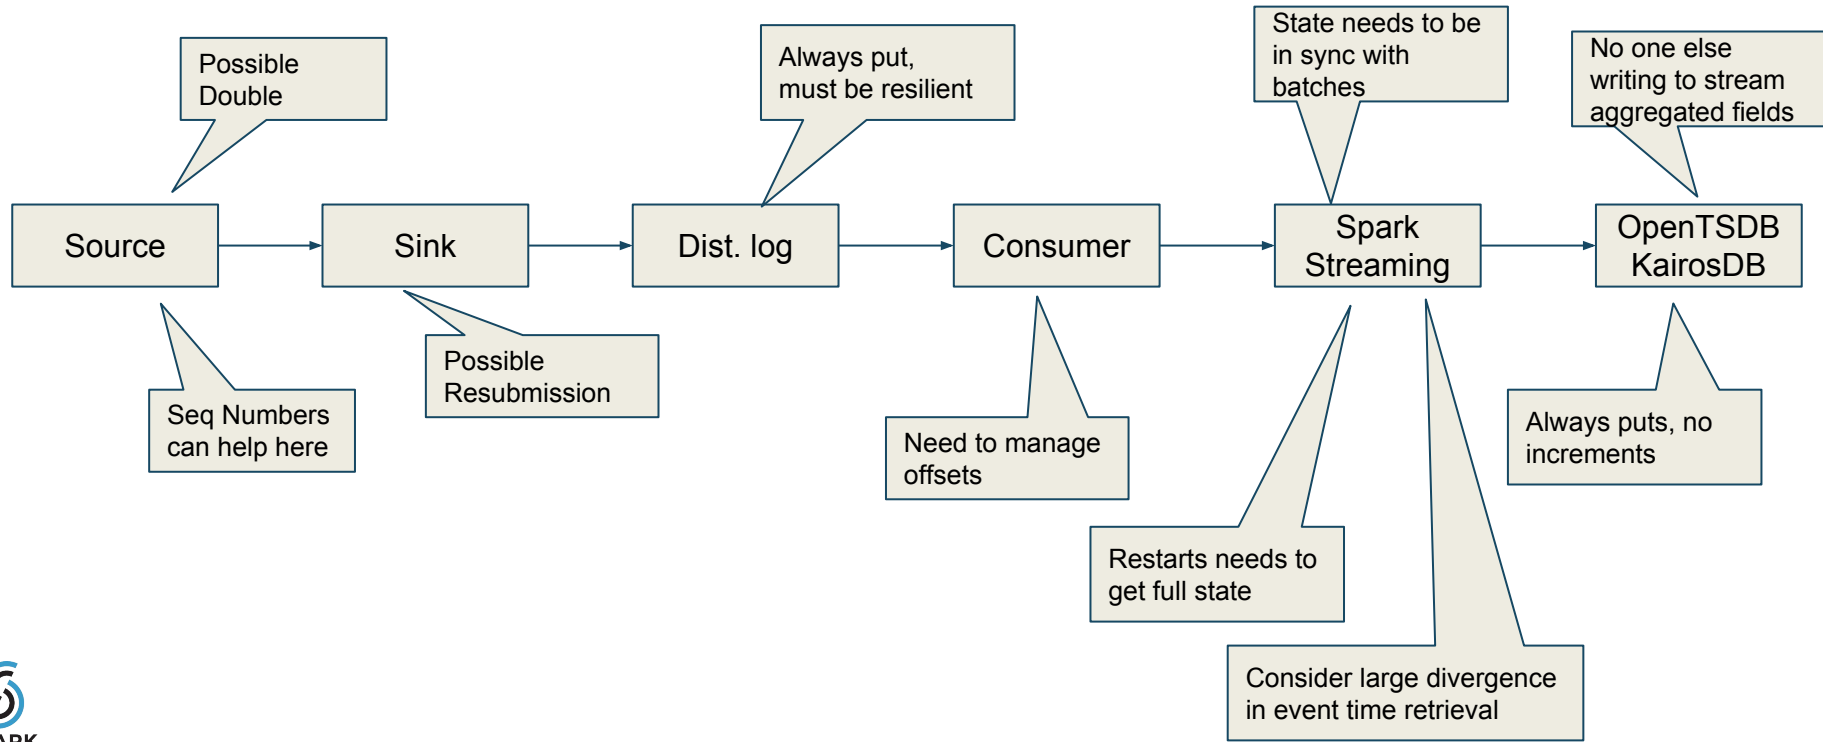 Possible
Double
Always put,
must be resilient
State needs to be
in sync with
batches
No one else
writing to stream
aggregated fields
Source
Sink
Dist. log
Consumer
Spark
Streaming
OpenTSDB
KairosDB
Seq Numbers
can help here
Possible
Resubmission
Need to manage
offsets
Restarts needs to
get full state
Always puts, no
increments
Consider large divergence
in event time retrieval